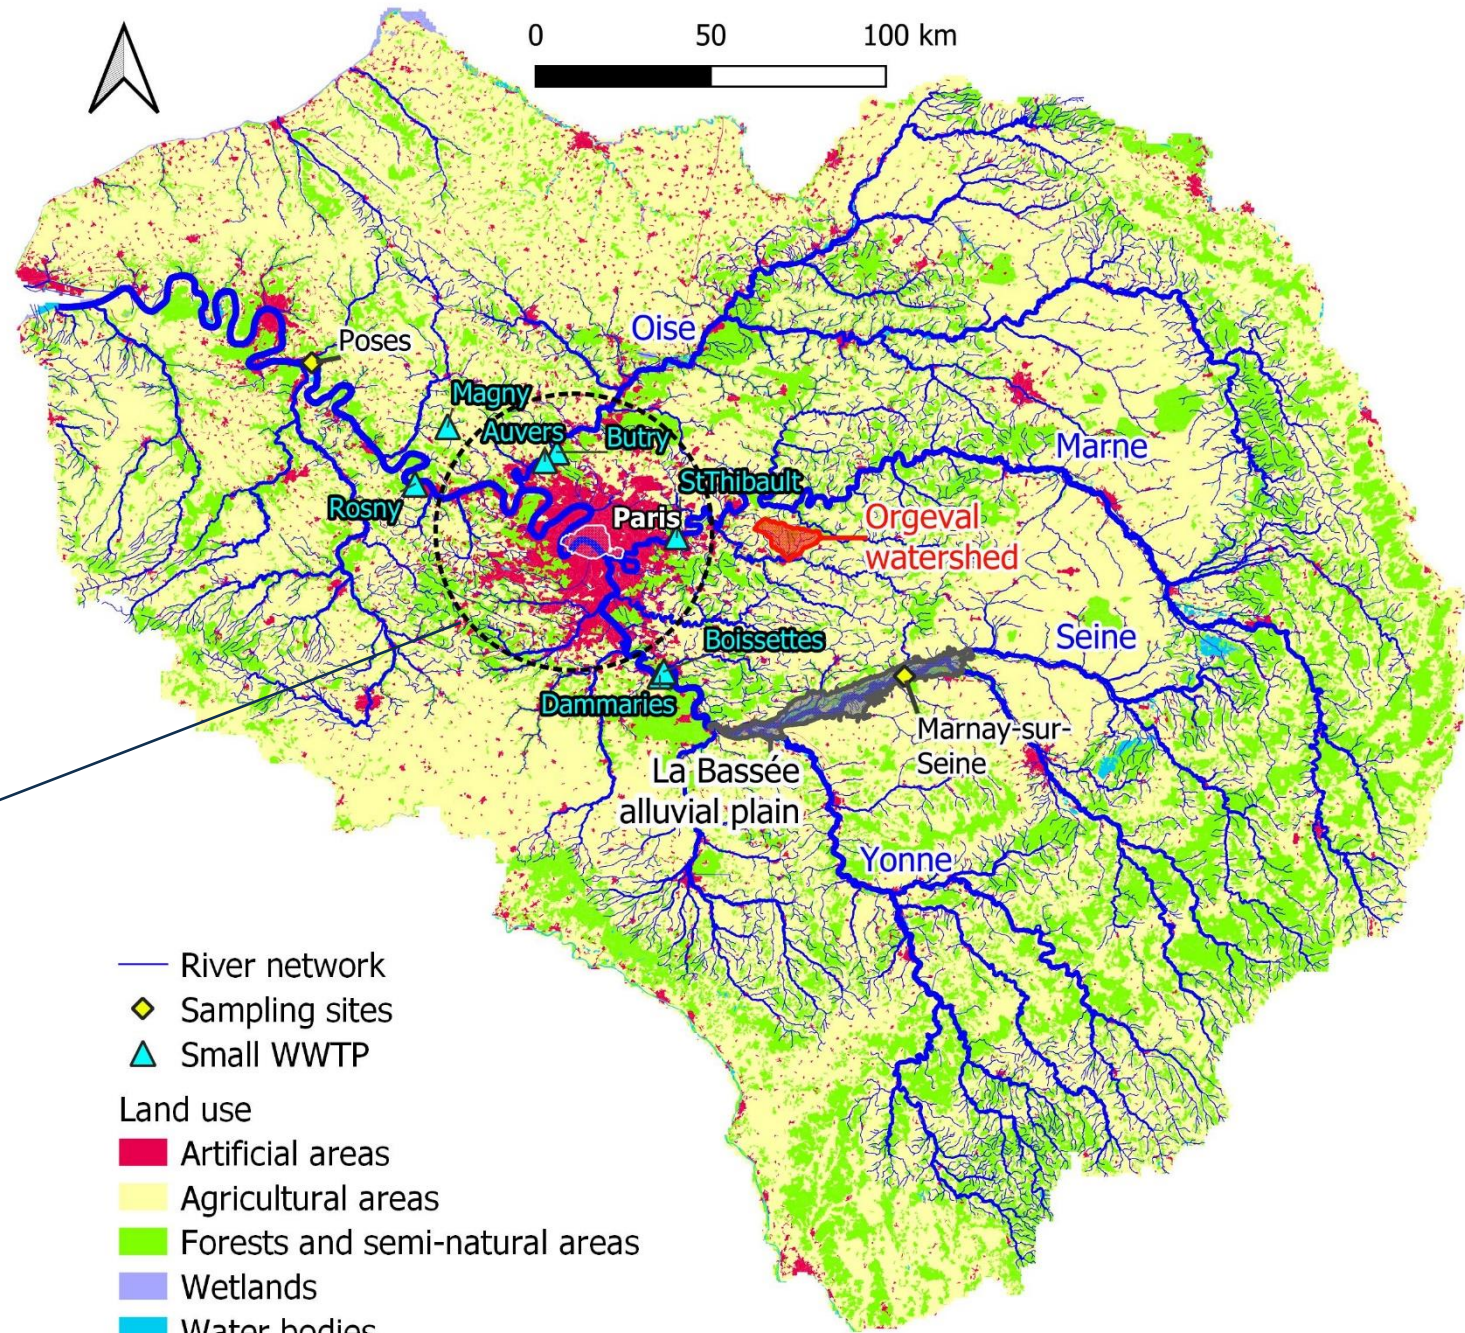 0 50 100 km
Oise
Poses
Magny
Auvers
Butry
Marne
StThibault
Rosny
Paris
Orgeval
watershed
Boissettes
Seine
Dammaries
Marnay-sur-
Seine
La Bassée
alluvial plain
Yonne
River network
Sampling sites
Small WWTP
Land use
Artificial areas
Agricultural areas
Forests and semi-natural areas
Wetlands
Water bodies